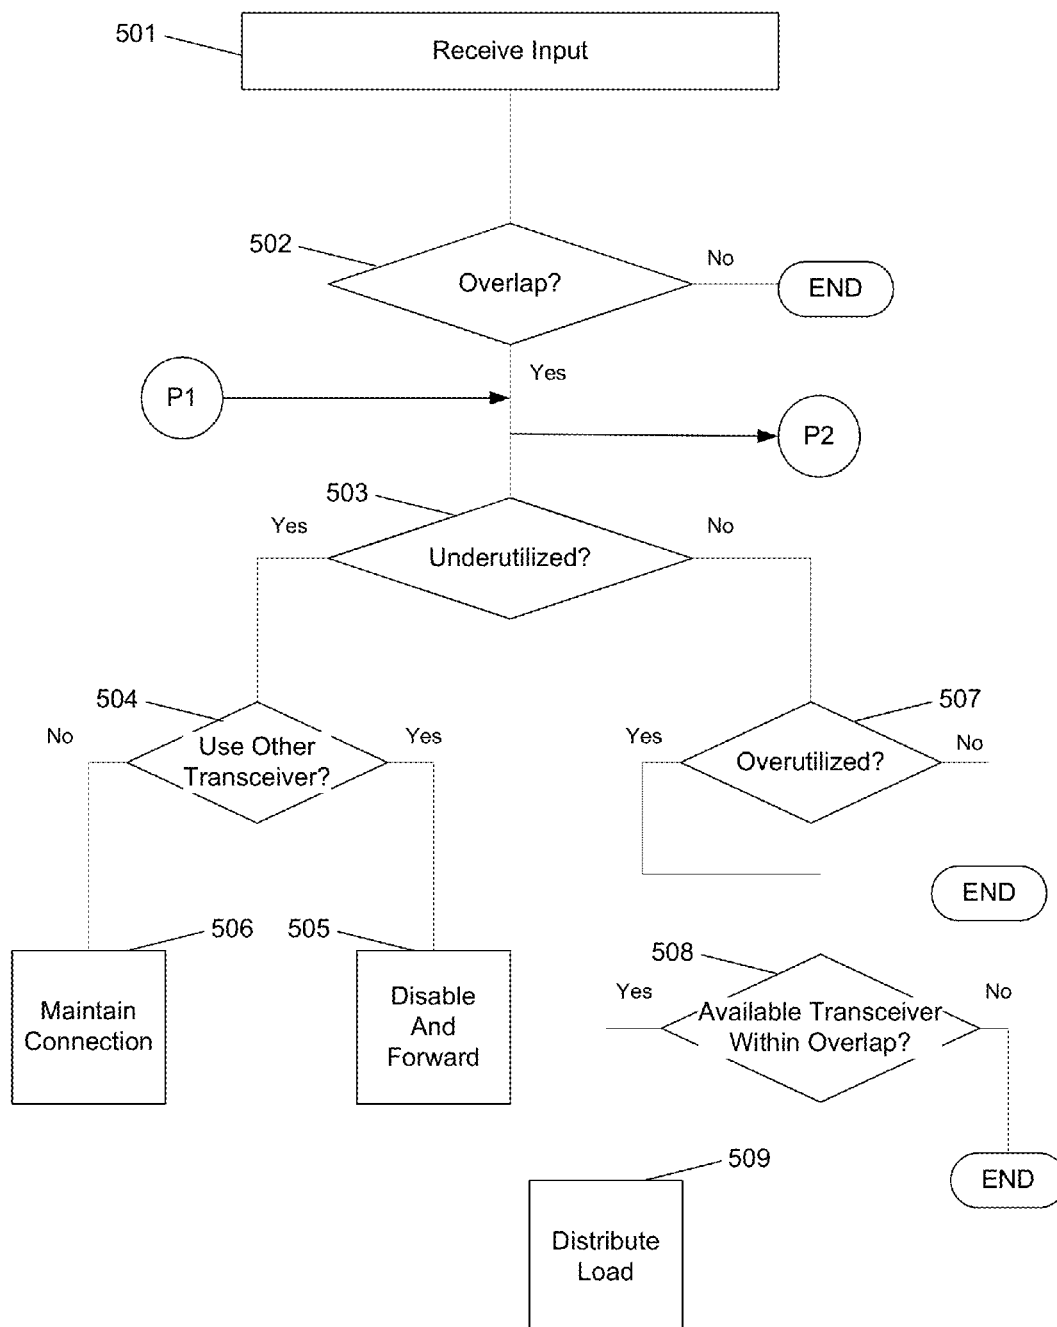 501
Receive Input
502
Overlap?
No
END
Yes
P1
P2
503
Yes
No
Underutilized?
504
507
No
Use Other
Transceiver?
Yes
Yes
Overutilized?
No
END
506
505
508
Maintain
Connection
Disable
And
Forward
Yes
Available Transceiver
Within Overlap?
No
509
END
Distribute
Load